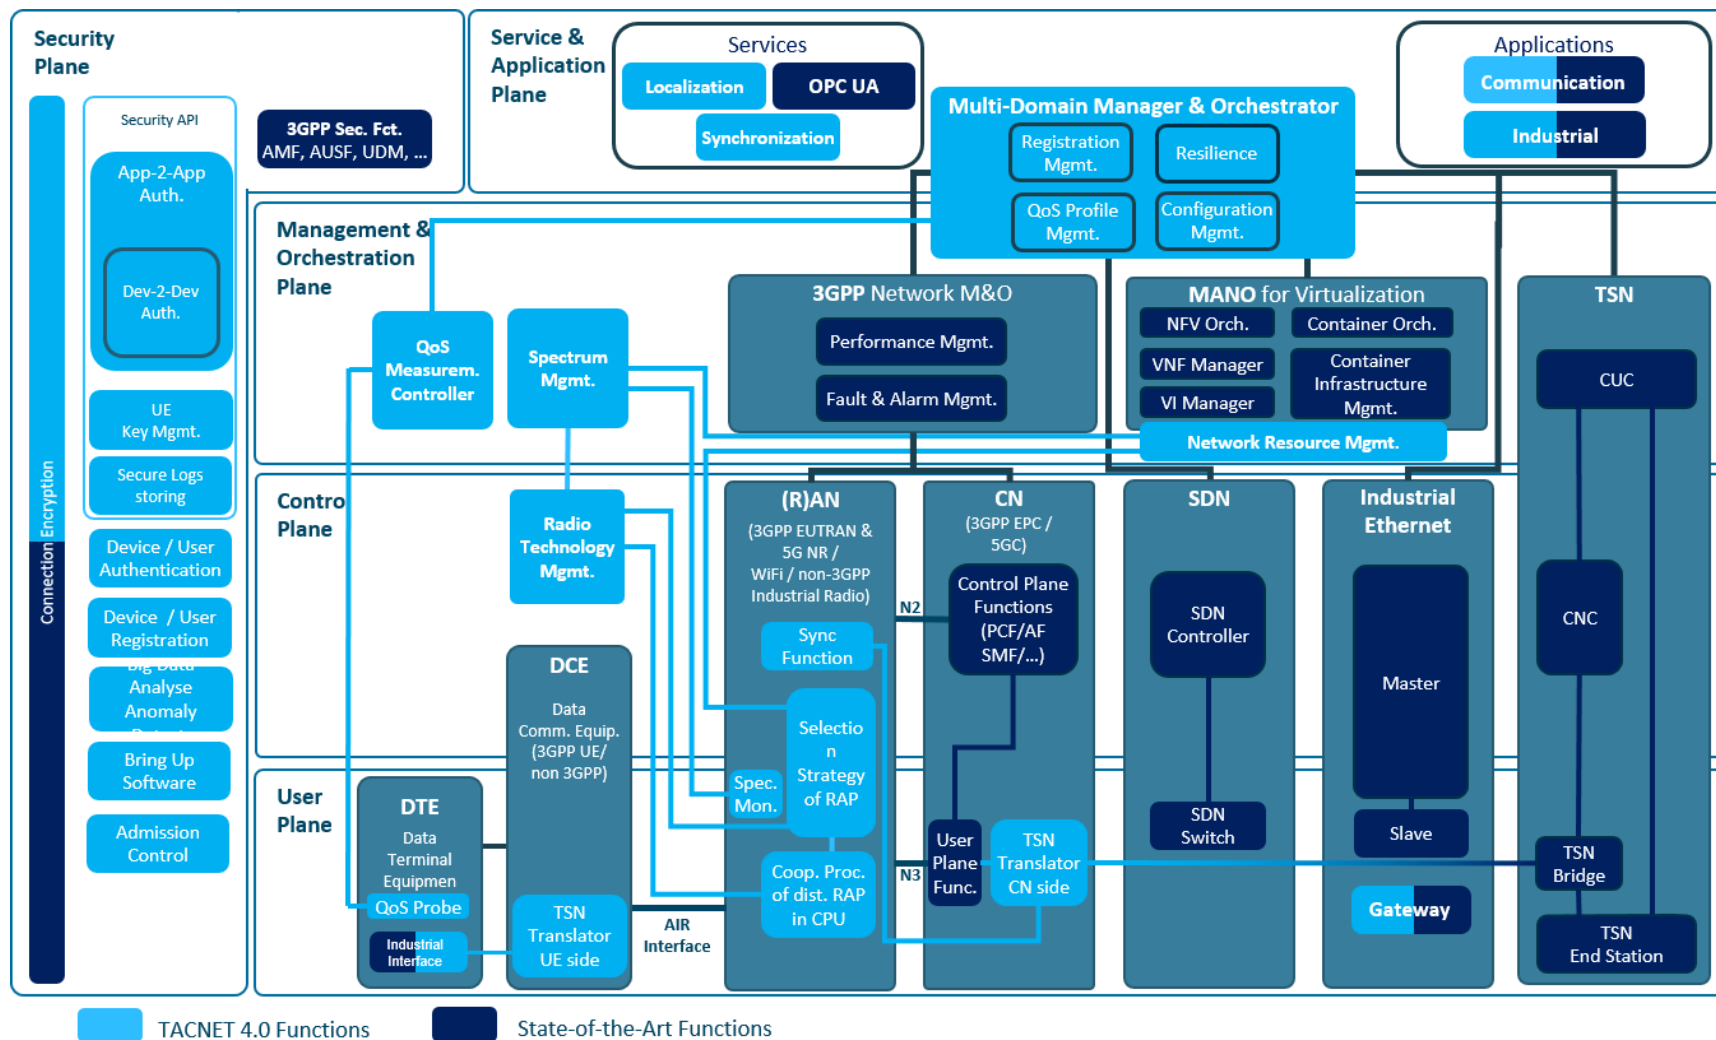 Security
Plane
Security API
App-2-App
Auth.
Dev-2-Dev
Auth.
UE
Key Mgmt.
Secure Logs
storing
Device / User
Authentication
Device / User
Registration
Big Data
Analyse
Anomaly
Bring Up
Software
Admission
Control
Connection Encryption
3GPP Sec. Fct.
AMF, AUSF, UDM, ...
Service &
Application
Plane
Services
Localization
OPC UA
Synchronization
Applications
Communication
Industrial
Multi-Domain Manager & Orchestrator
Registration
Mgmt.
Resilience
QoS Profile
Mgmt.
Configuration
Mgmt.
Management &
Orchestration
Plane
QoS
Measurem.
Controller
Spectrum
Mgmt.
3GPP Network M&O
Performance Mgmt.
Fault & Alarm Mgmt.
MANO for Virtualization
NFV Orch.
Container Orch.
VNF Manager
VI Manager
Container
Infrastructure
Mgmt.
Network Resource Mgmt.
TSN
CUC
CNC
TSN
Bridge
TSN
End Station
Control
Plane
Radio
Technology
Mgmt.
(R)AN
(3GPP EUTRAN &
5G NR /
WiFi / non-3GPP
Industrial Radio)
Sync
Function
Selectio
n
Strategy
of RAP
Spec.
Mon.
Coop. Proc.
of dist. RAP
in CPU
N2
N3
CN
(3GPP EPC /
5GC)
Control Plane
Functions
(PCF/AF
SMF/...)
User
Plane
Func.
TSN
Translator
CN side
SDN
SDN
Controller
SDN
Switch
Industrial
Ethernet
Master
Slave
Gateway
User
Plane
DTE
Data
Terminal
Equipmen
QoS Probe
Industrial
Interface
DCE
Data
Comm. Equip.
(3GPP UE/
non 3GPP)
TSN
Translator
UE side
AIR
Interface
TACNET 4.0 Functions
State-of-the-Art Functions